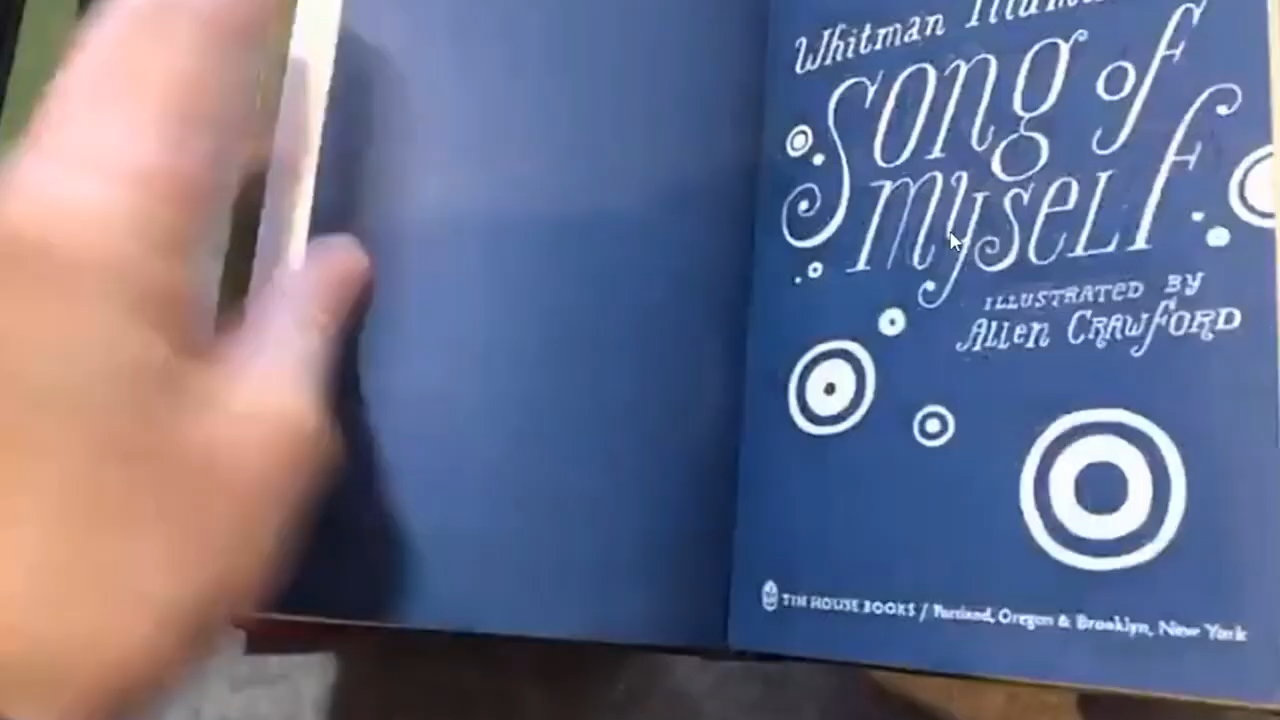 Whitman
Song of
Myself
ILLUSTRATED BY
Allen Crawford
TIN HOUSE BOOKS / Portland, Oregon & Brooklyn, New York